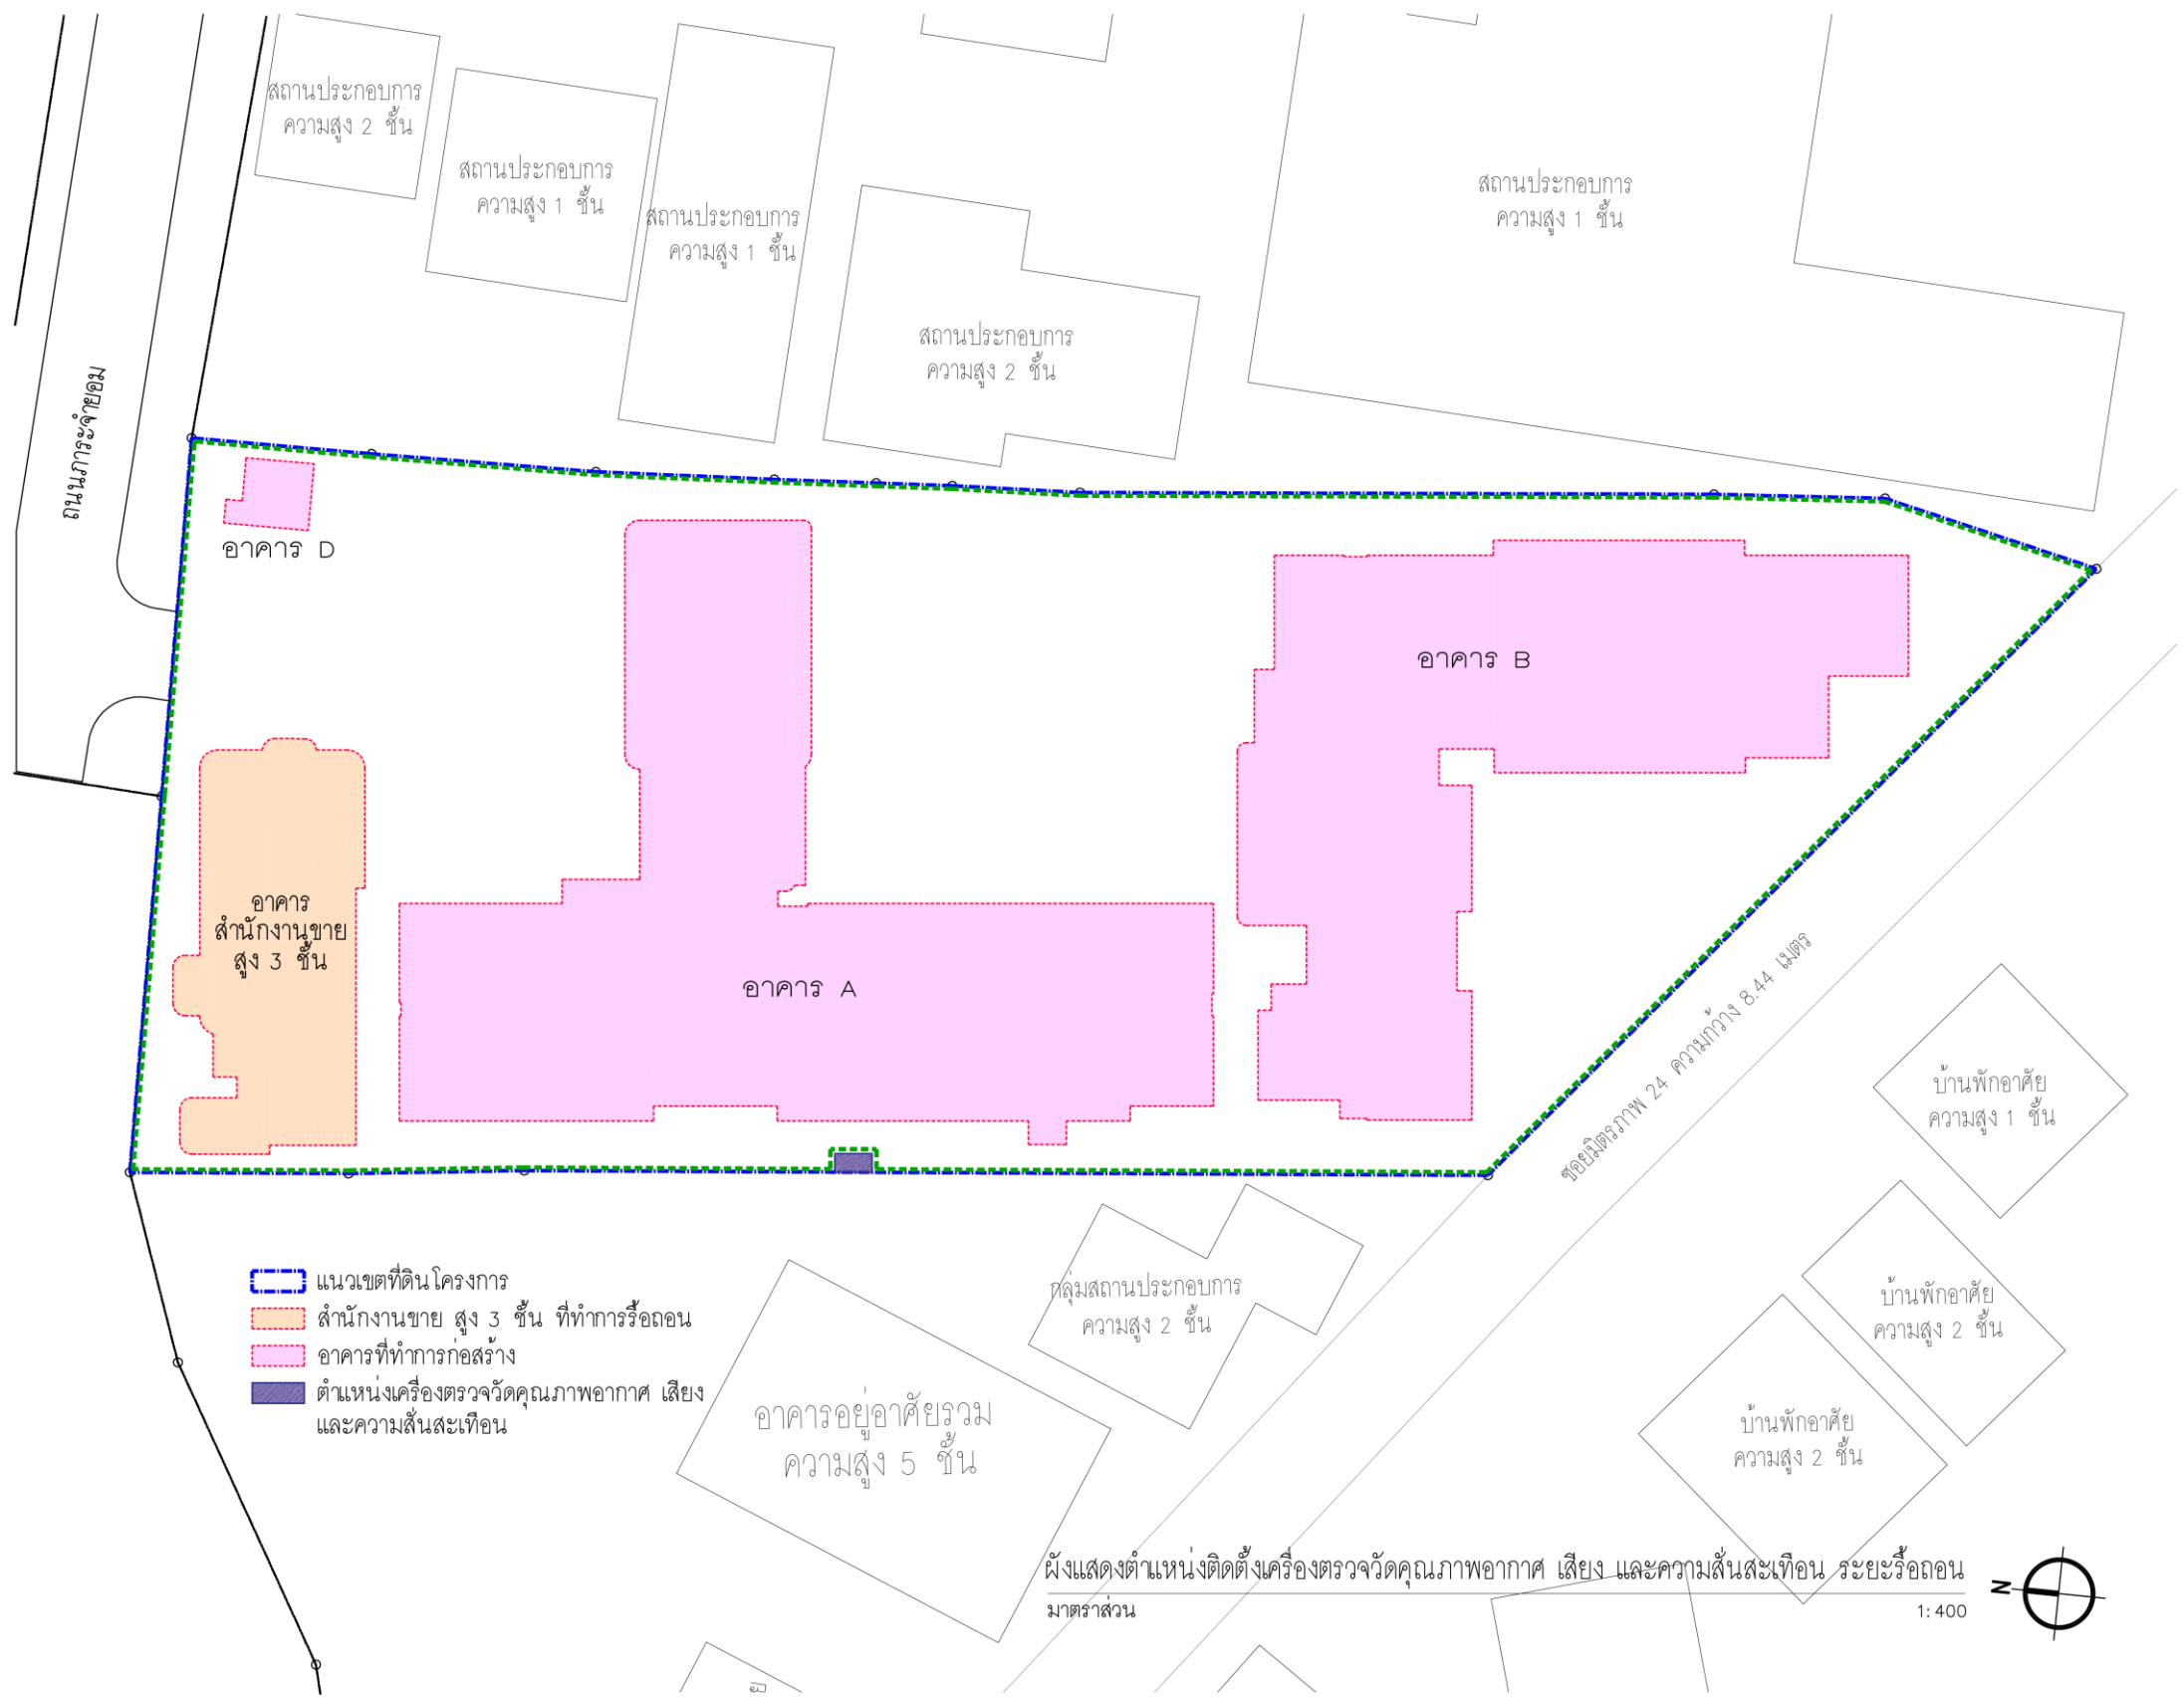 สถานประกอบการ
ความสูง 2 ชั้น
สถานประกอบการ
ความสูง 1 ชั้น
สถานประกอบการ
ความสูง 1 ชั้น
สถานประกอบการ
ความสูง 2 ชั้น
สถานประกอบการ
ความสูง 1 ชั้น
ถนนภาระจำยอม
อาคาร D
อาคาร B
อาคาร
สำนักงานขาย
สูง 3 ชั้น
อาคาร A
ซอยมิตรภาพ 24 ความกว้าง 8.44 เมตร
บ้านพักอาศัย
ความสูง 1 ชั้น
บ้านพักอาศัย
ความสูง 2 ชั้น
บ้านพักอาศัย
ความสูง 2 ชั้น
กลุ่มสถานประกอบการ
ความสูง 2 ชั้น
อาคารอยู่อาศัยรวม
ความสูง 5 ชั้น
แนวเขตที่ดินโครงการ
สำนักงานขาย สูง 3 ชั้น ที่ทำการรื้อถอน
อาคารที่ทำการก่อสร้าง
ตำแหน่งเครื่องตรวจวัดคุณภาพอากาศ เสียง
และความสั่นสะเทือน
ผังแสดงตำแหน่งติดตั้งเครื่องตรวจวัดคุณภาพอากาศ เสียง และความสั่นสะเทือน ระยะรื้อถอน
มาตราส่วน 1:400
N